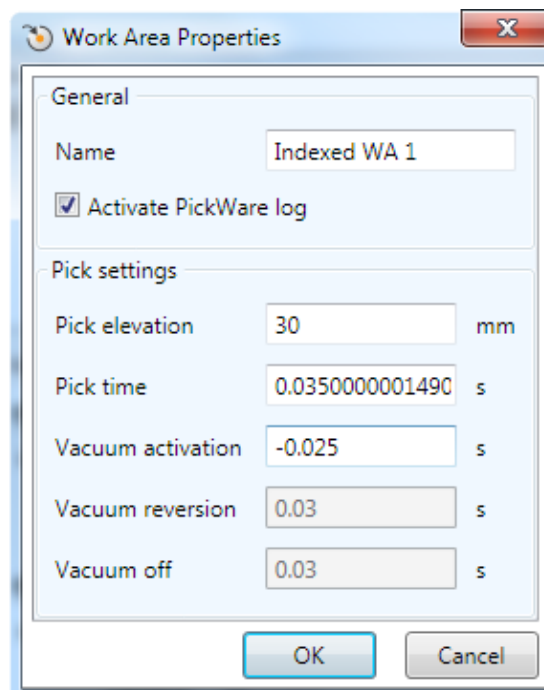 Work Area Properties
General
Name Indexed WA 1
Activate PickWare log
Pick settings
Pick elevation 30 mm
Pick time 0.0350000001490 s
Vacuum activation -0.025 s
Vacuum reversion 0.03 s
Vacuum off 0.03 s
OK Cancel